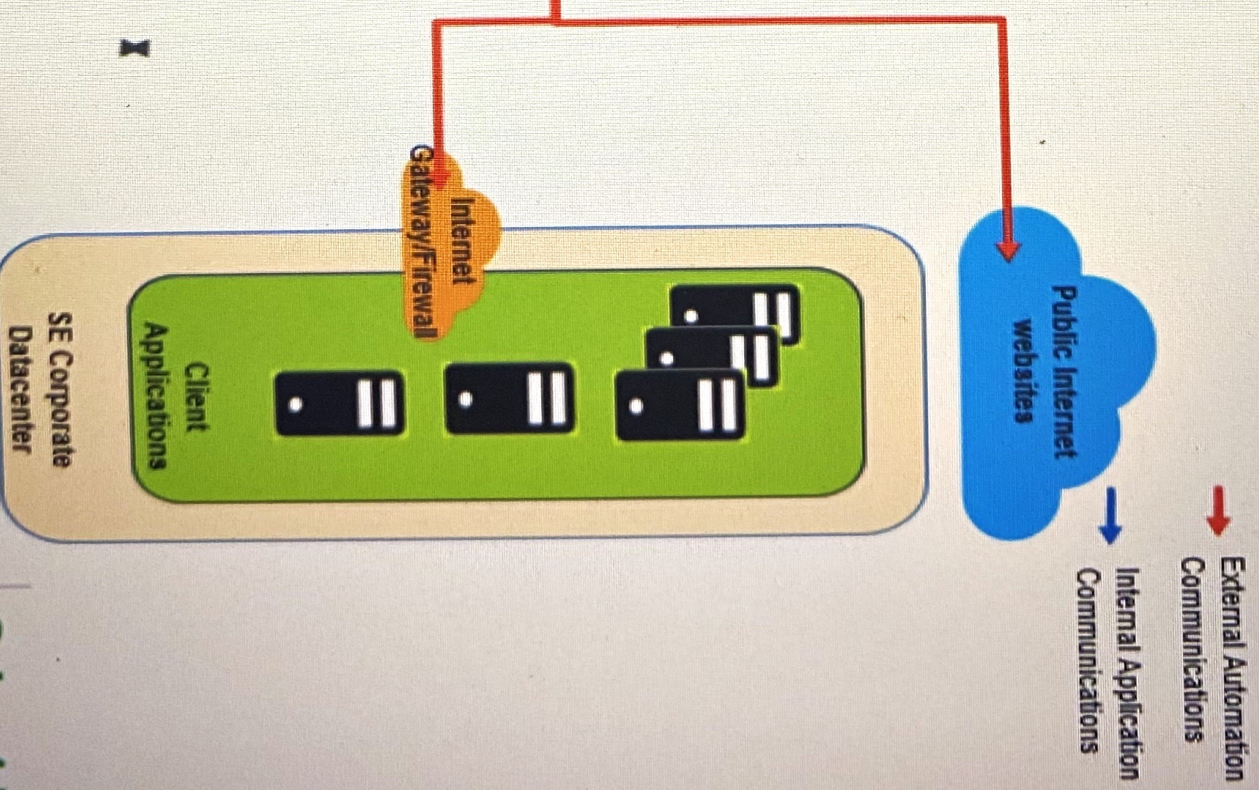 External Automation
Communications
Internal Application
Communications
Public Internet
websites
Internet
Gateway/Firewall
Client
Applications
SE Corporate
Datacenter